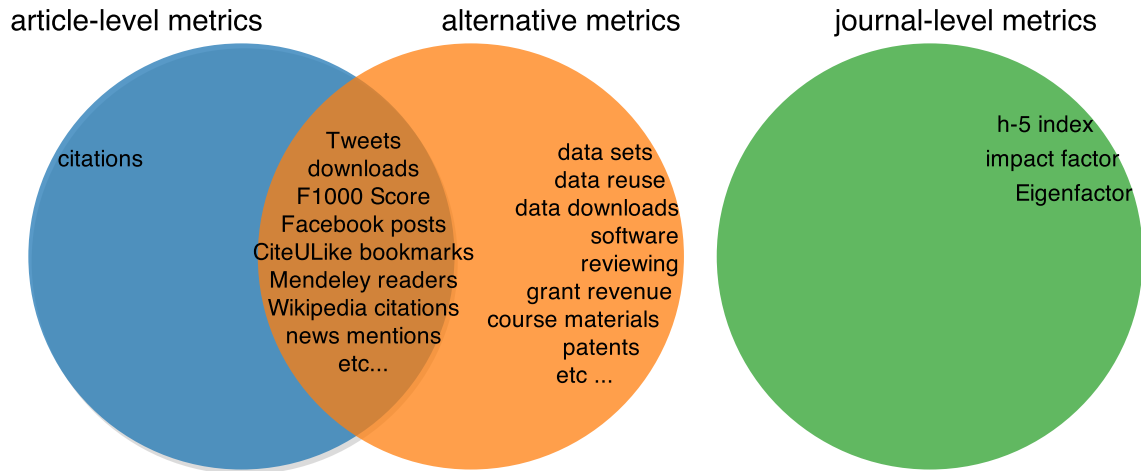 article-level metrics
alternative metrics
journal-level metrics
citations
Tweets
downloads
F1000 Score
Facebook posts
CiteULike bookmarks
Mendeley readers
Wikipedia citations
news mentions
etc...
data sets
data reuse
data downloads
software
reviewing
grant revenue
course materials
patents
etc ...
h-5 index
impact factor
Eigenfactor